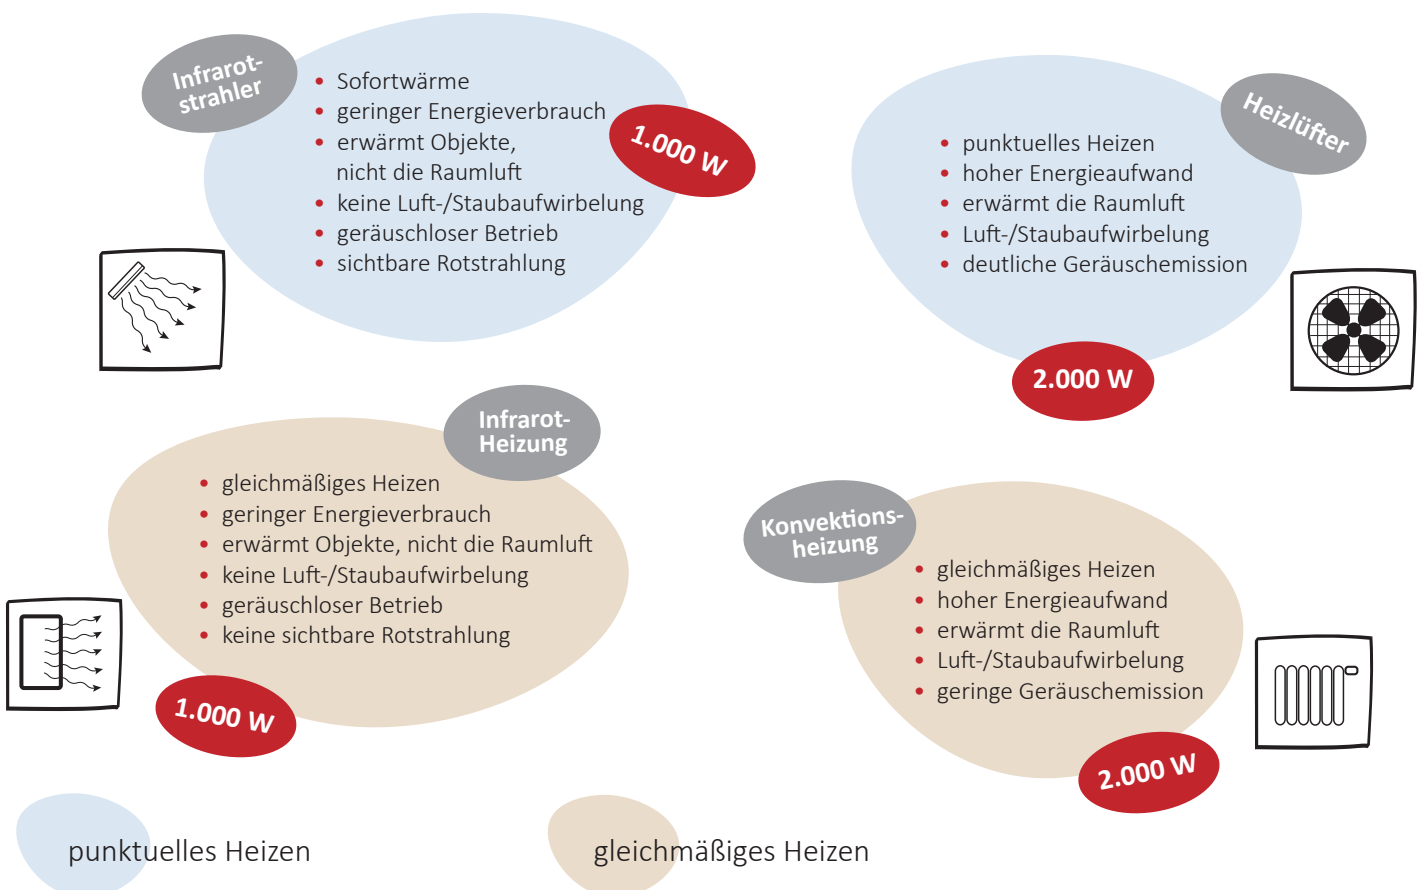 Infrarot-
strahler
• Sofortwärme
• geringer Energieverbrauch
• erwärmt Objekte,
nicht die Raumluft
• keine Luft-/Staubaufwirbelung
• geräuschloser Betrieb
• sichtbare Rotstrahlung
1.000 W
Heizlüfter
• punktuelles Heizen
• hoher Energieaufwand
• erwärmt die Raumluft
• Luft-/Staubaufwirbelung
• deutliche Geräuschemission
2.000 W
Infrarot-
Heizung
• gleichmäßiges Heizen
• geringer Energieverbrauch
• erwärmt Objekte, nicht die Raumluft
• keine Luft-/Staubaufwirbelung
• geräuschloser Betrieb
• keine sichtbare Rotstrahlung
1.000 W
Konvektions-
heizung
• gleichmäßiges Heizen
• hoher Energieaufwand
• erwärmt die Raumluft
• Luft-/Staubaufwirbelung
• geringe Geräuschemission
2.000 W
punktuelles Heizen
gleichmäßiges Heizen